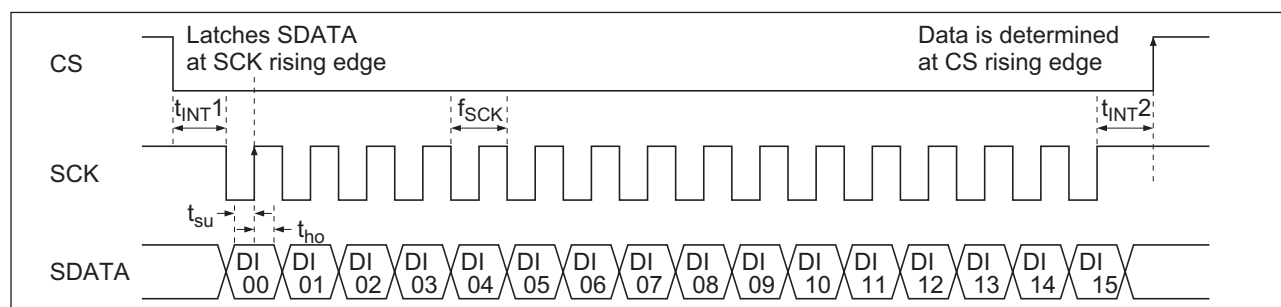 Latches SDATA
at SCK rising edge
Data is determined
at CS rising edge
CS
tINT1
fSCK
tINT2
SCK
tsu
tho
SDATA
DI 00
DI 01
DI 02
DI 03
DI 04
DI 05
DI 06
DI 07
DI 08
DI 09
DI 10
DI 11
DI 12
DI 13
DI 14
DI 15